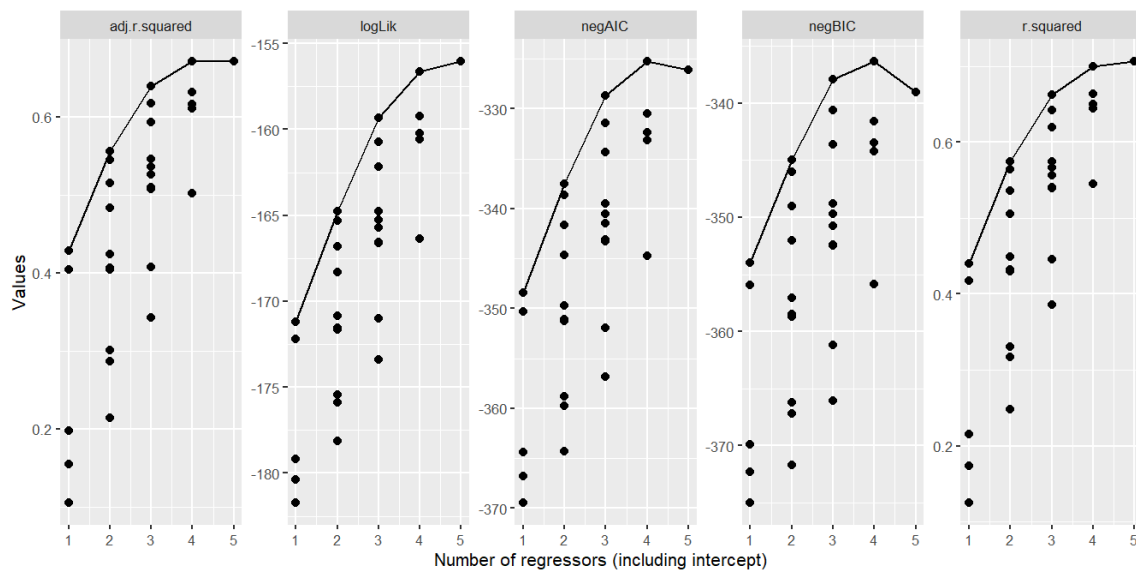 adj.r.squared
logLik
negAIC
negBIC
r.squared
Values
0.6
0.4
0.2
-155
-160
-165
-170
-175
-180
-330
-340
-350
-360
-370
-340
-350
-360
-370
0.6
0.4
0.2
1 2 3 4 5
1 2 3 4 5
1 2 3 4 5
1 2 3 4 5
1 2 3 4 5
Number of regressors (including intercept)